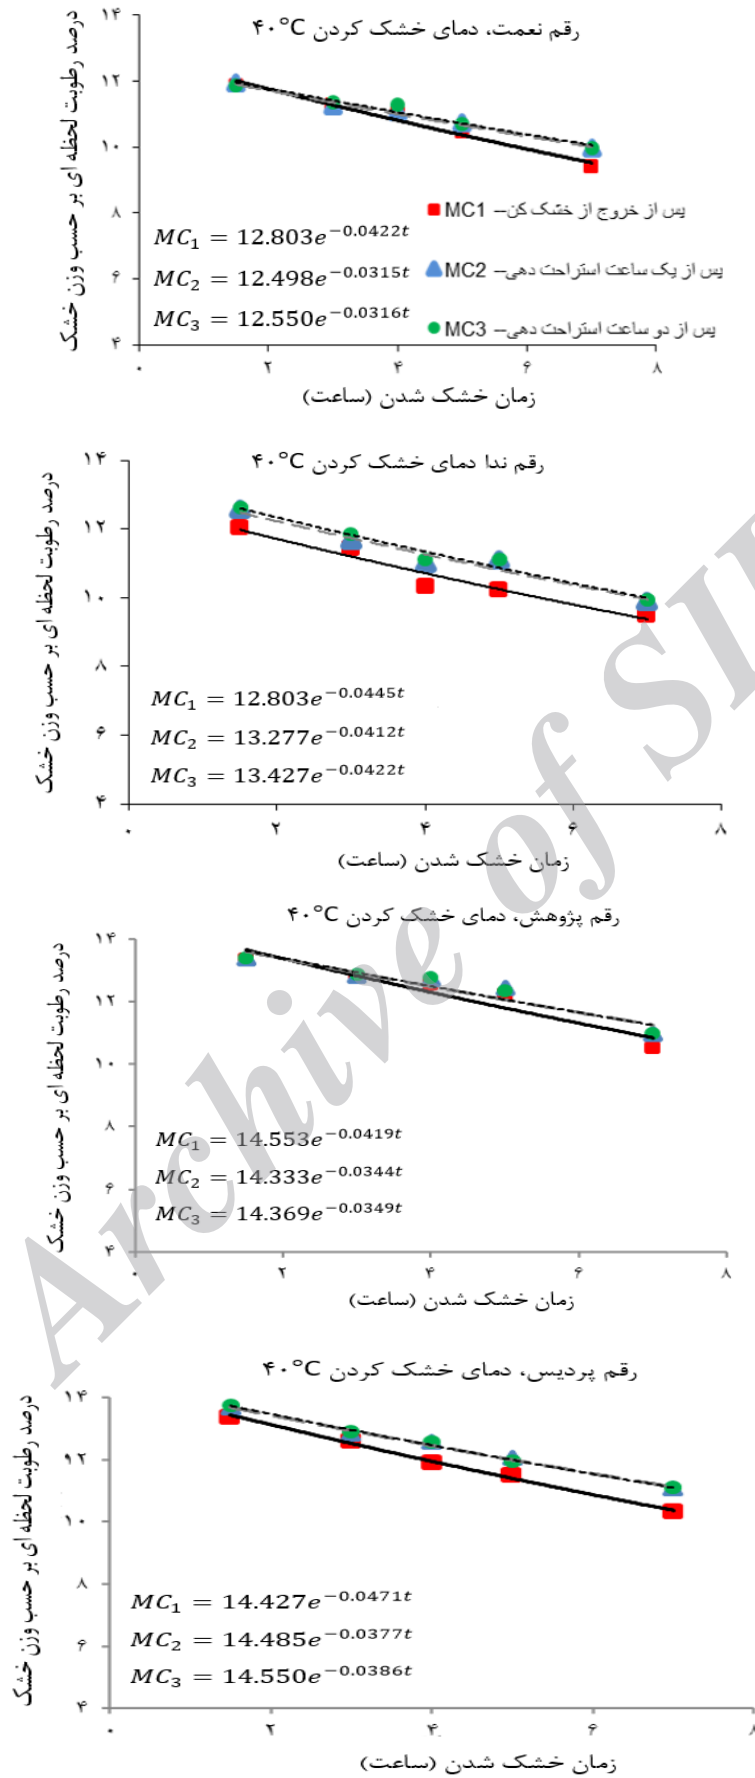 رقم نعمت، دمای خشک کردن ۴۰°C
درصد رطوبت لحظه ای بر حسب وزن خشک
۱۴
۱۲
۱۰
۸
۶
۴
MC1 –پس از خروج از خشک کن
MC2 –پس از یک ساعت استراحت دهی
MC3 –پس از دو ساعت استراحت دهی
MC₁ = 12.803e^{-0.0422t}
MC₂ = 12.498e^{-0.0315t}
MC₃ = 12.550e^{-0.0316t}
۰ ۲ ۴ ۶ ۸
زمان خشک شدن (ساعت)
رقم ندا دمای خشک کردن ۴۰°C
درصد رطوبت لحظه ای بر حسب وزن خشک
۱۴
۱۲
۱۰
۸
۶
۴
MC₁ = 12.803e^{-0.0445t}
MC₂ = 13.277e^{-0.0412t}
MC₃ = 13.427e^{-0.0422t}
۰ ۲ ۴ ۶ ۸
زمان خشک شدن (ساعت)
رقم پژوهش، دمای خشک کردن ۴۰°C
درصد رطوبت لحظه ای بر حسب وزن خشک
۱۴
۱۲
۱۰
۸
۶
۴
MC₁ = 14.553e^{-0.0419t}
MC₂ = 14.333e^{-0.0344t}
MC₃ = 14.369e^{-0.0349t}
۰ ۲ ۴ ۶ ۸
زمان خشک شدن (ساعت)
رقم پردیس، دمای خشک کردن ۴۰°C
درصد رطوبت لحظه ای بر حسب وزن خشک
۱۴
۱۲
۱۰
۸
۶
۴
MC₁ = 14.427e^{-0.0471t}
MC₂ = 14.485e^{-0.0377t}
MC₃ = 14.550e^{-0.0386t}
۰ ۲ ۴ ۶ ۸
زمان خشک شدن (ساعت)
Archive of